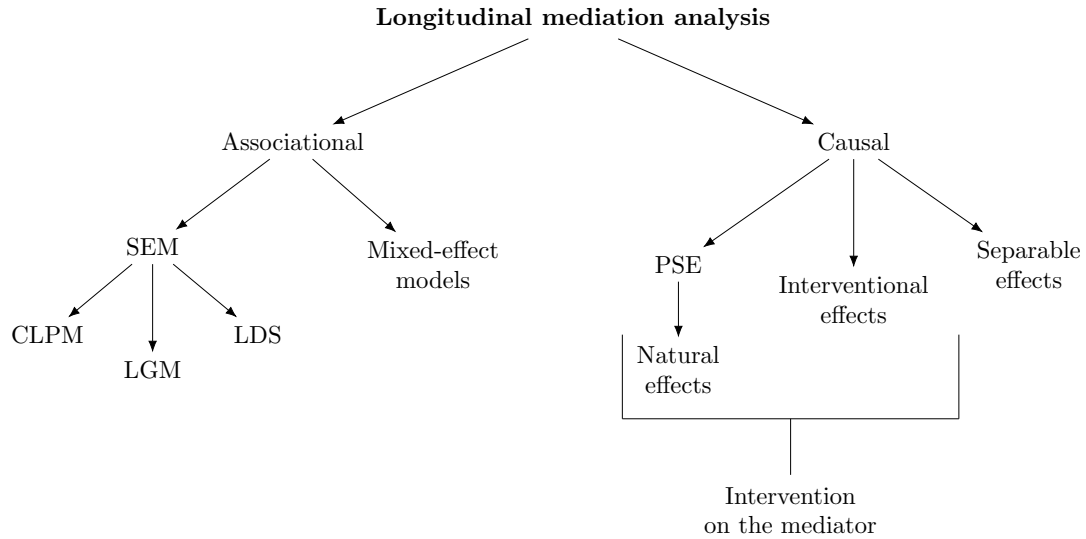 Longitudinal mediation analysis
Associational
Causal
SEM
Mixed-effect
models
PSE
Interventional
effects
Separable
effects
CLPM
LGM
LDS
Natural
effects
Intervention
on the mediator